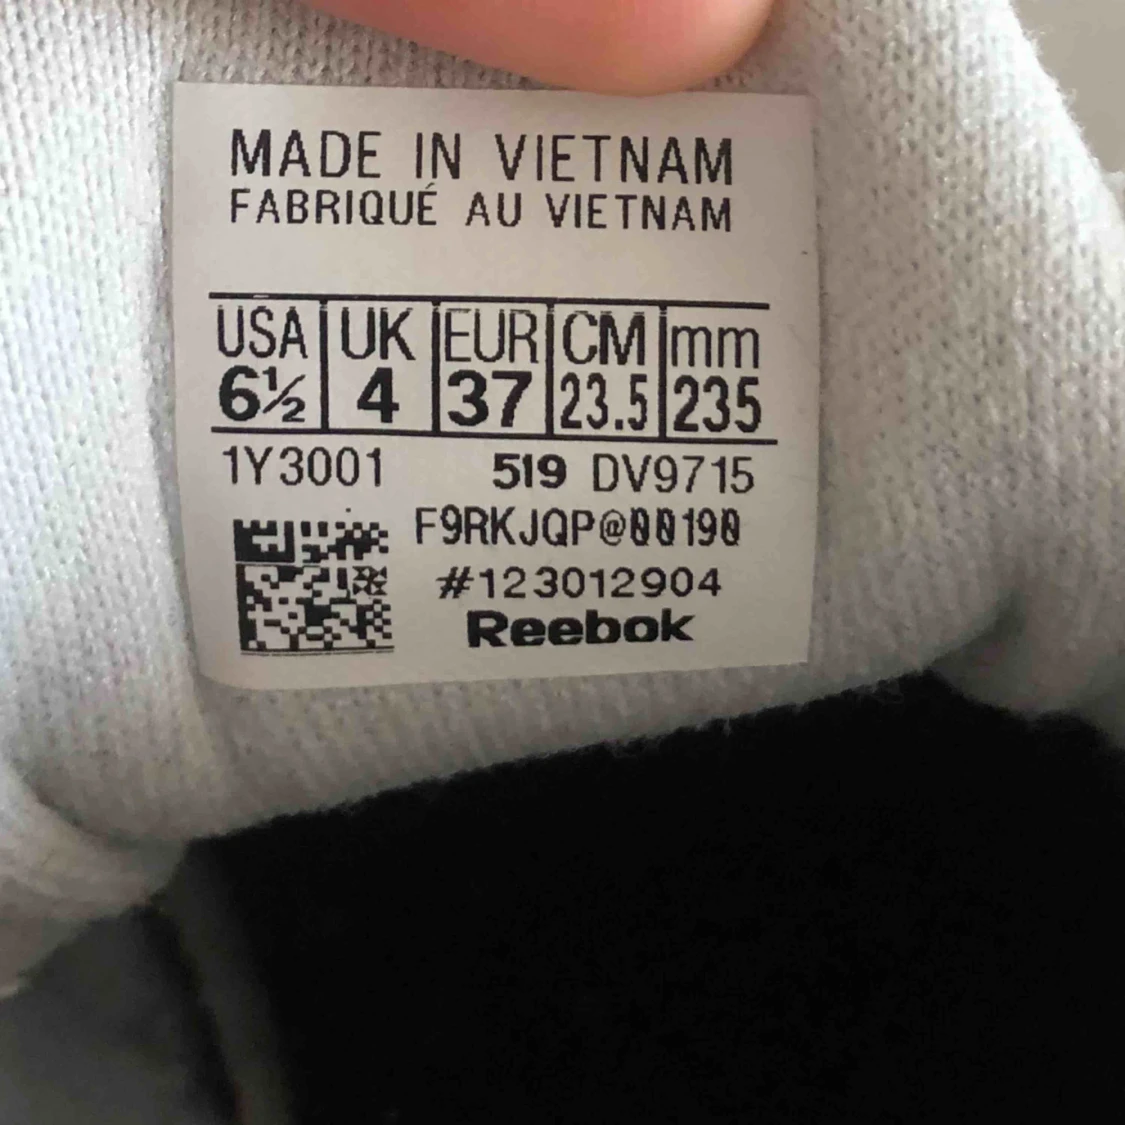 MADE IN VIETNAM
FABRIQUÉ AU VIETNAM
USA UK EUR CM mm
6½ 4 37 23.5 235
1Y3001 519 DV9715
F9RKJQP@00190
#123012904
Reebok